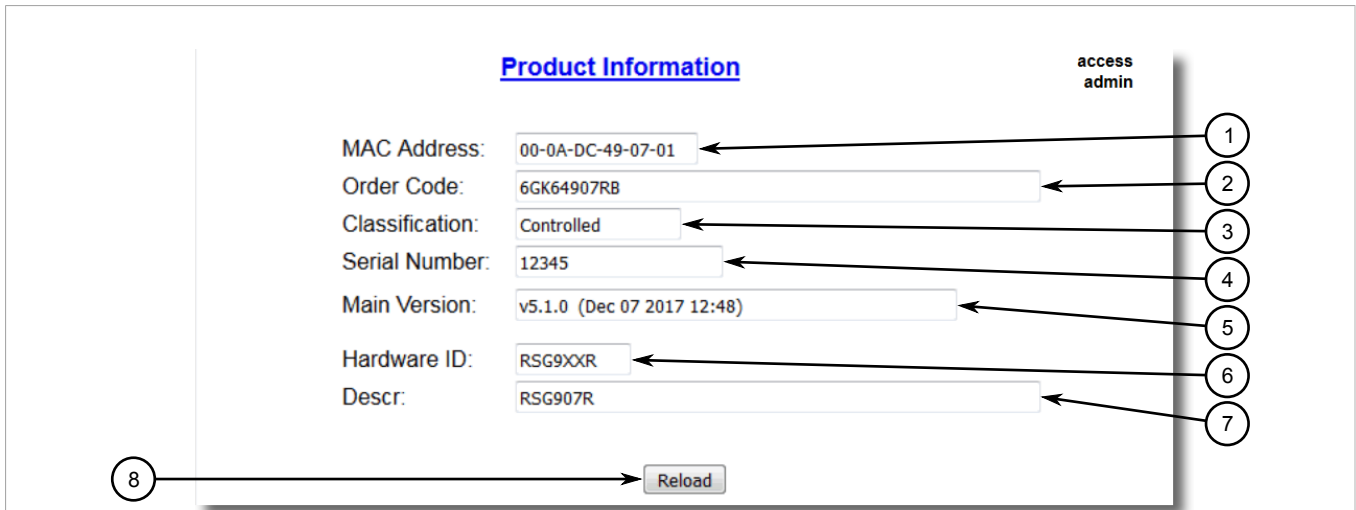 Product Information
access
admin
MAC Address: 00-0A-DC-49-07-01
1
Order Code: 6GK64907RB
2
Classification: Controlled
3
Serial Number: 12345
4
Main Version: v5.1.0 (Dec 07 2017 12:48)
5
Hardware ID: RSG9XXR
6
Descr: RSG907R
7
8
Reload